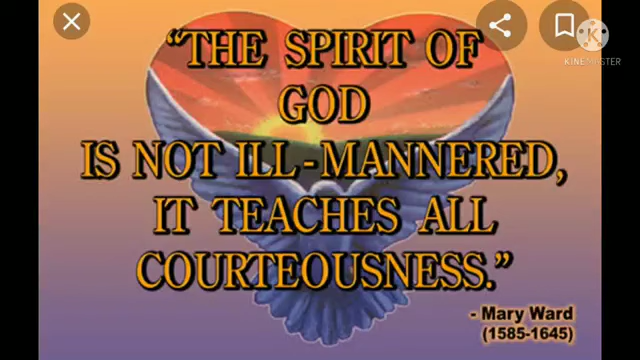 KINEMASTER
“THE SPIRIT OF
GOD
IS NOT ILL-MANNERED,
IT TEACHES ALL
COURTEOUSNESS.”
- Mary Ward
(1585-1645)